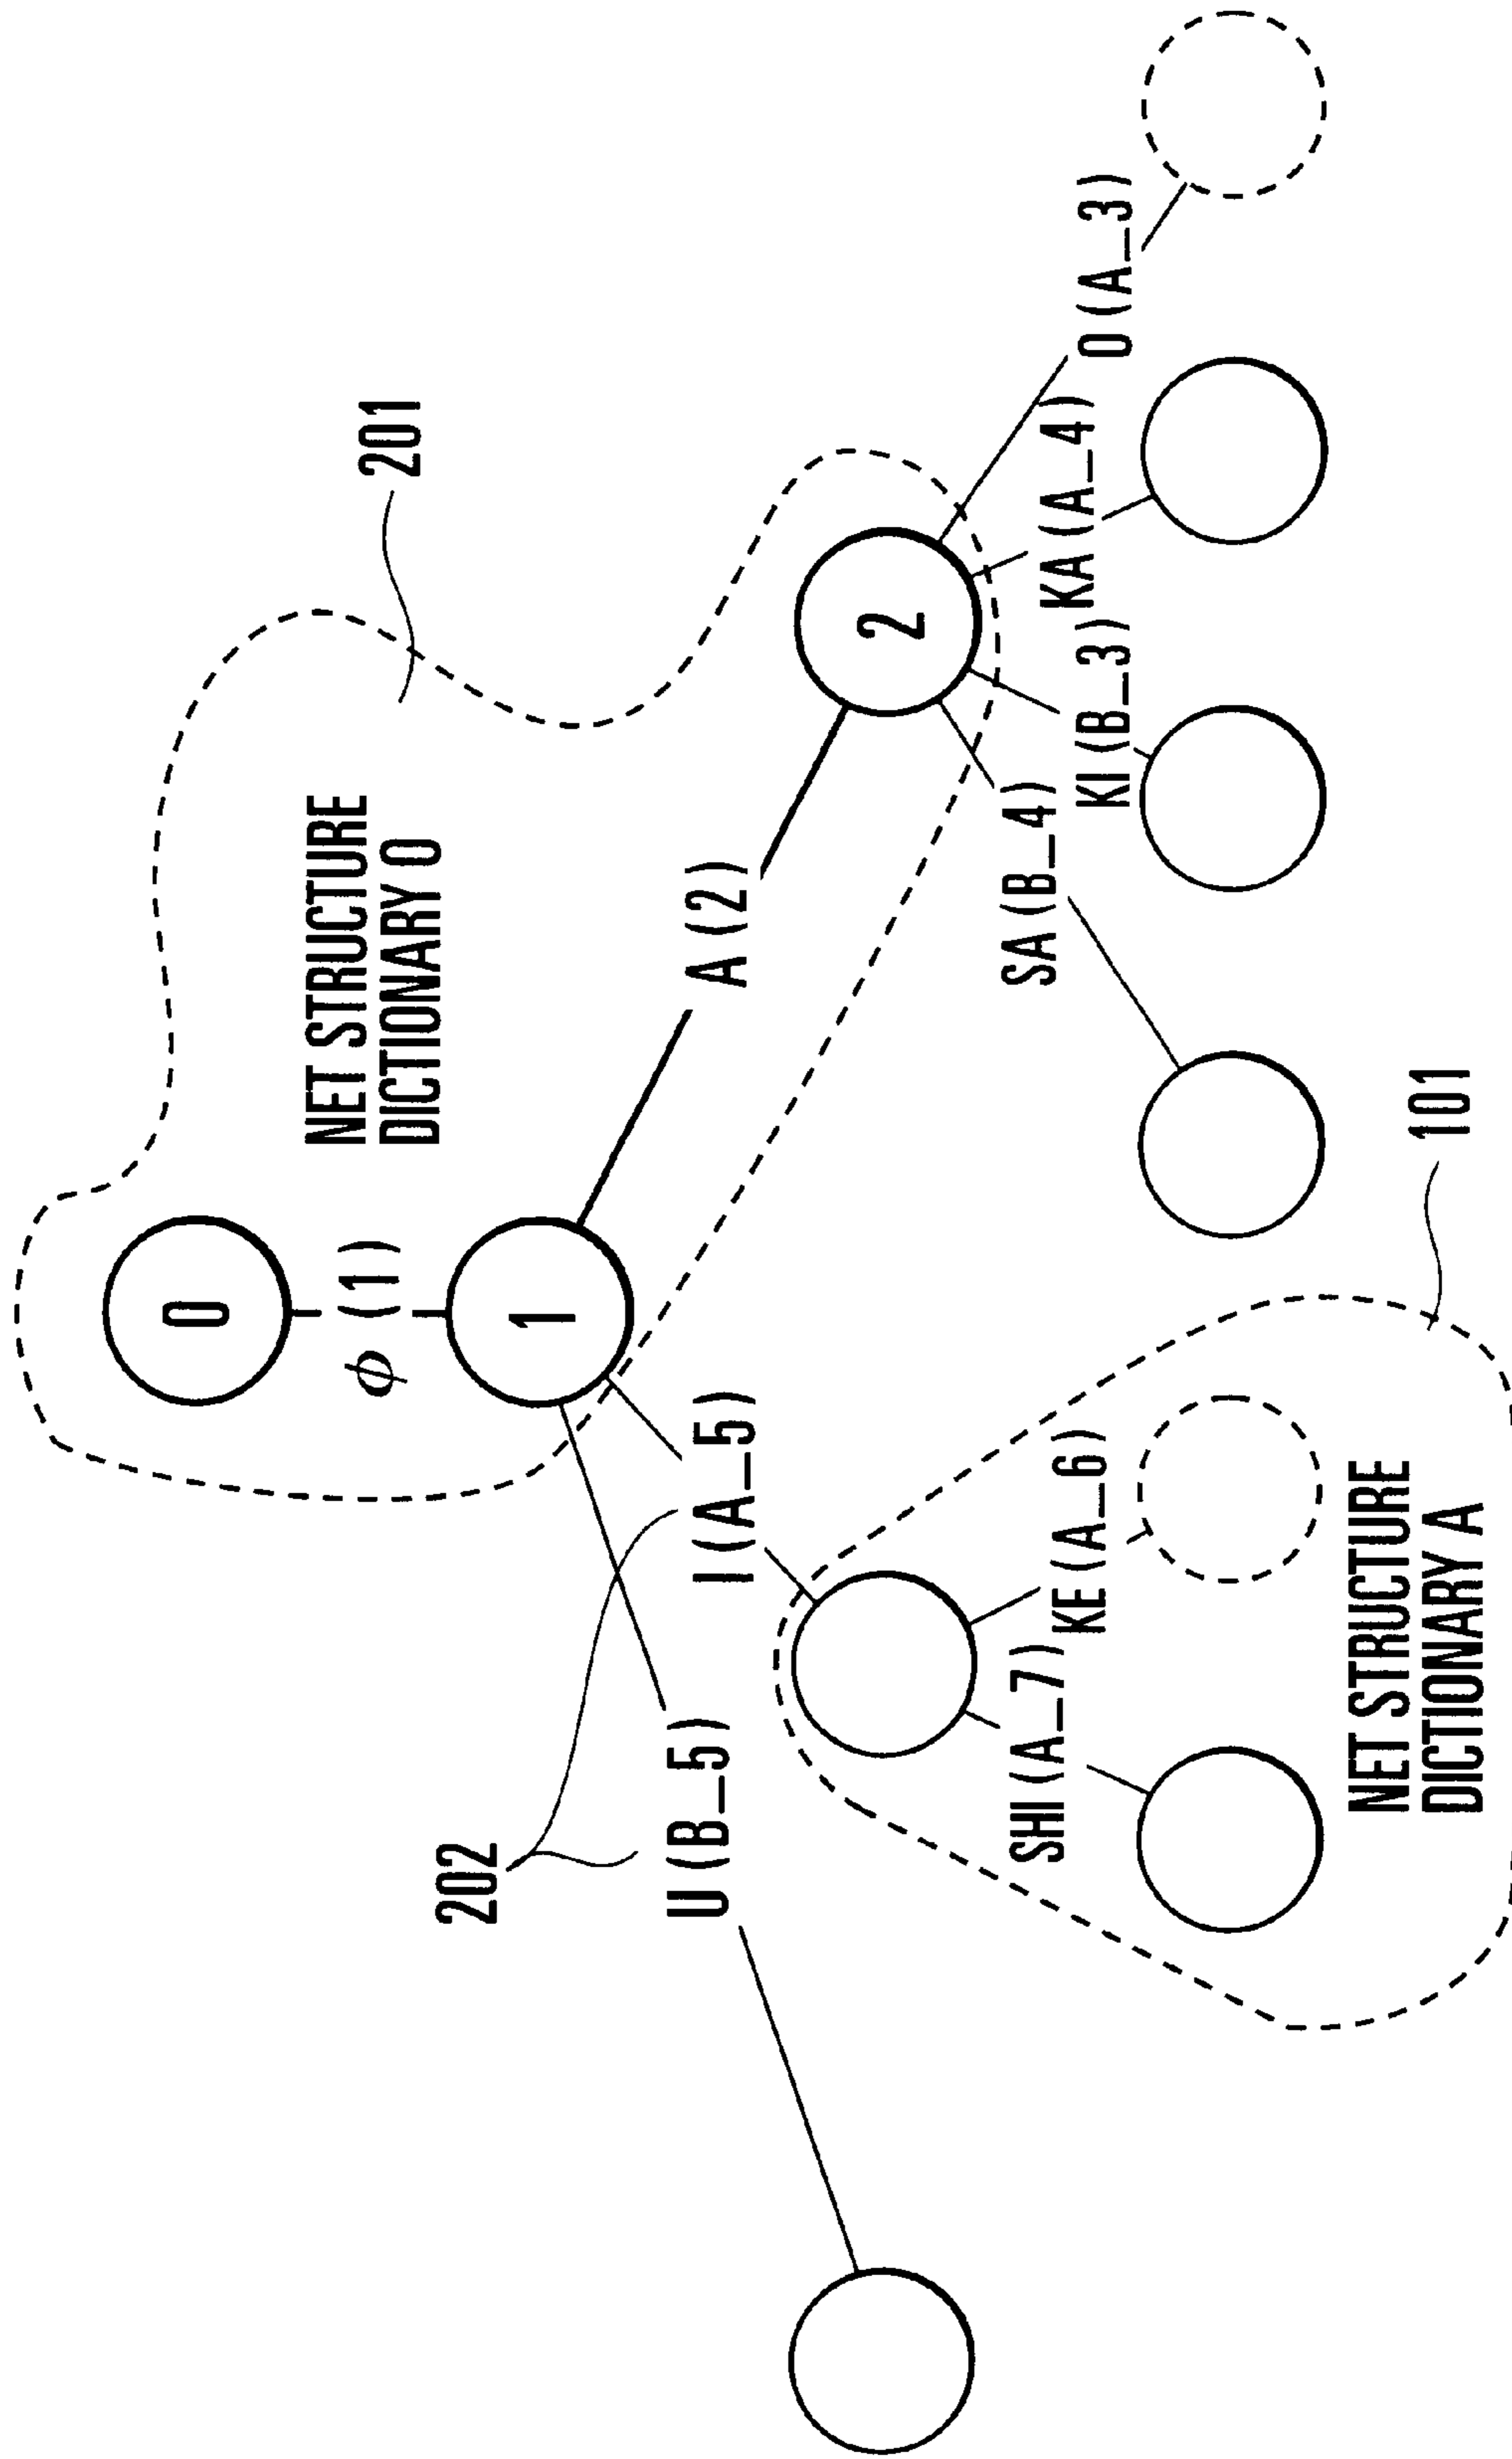 0
ϕ (1)
1
NET STRUCTURE
DICTIONARY 0
201
202
U (B_5)
I (A_5)
A (2)
2
SHI (A_7)
KE (A_6)
SA (B_4)
KI (B_3)
KA (A_4)
O (A_3)
NET STRUCTURE
DICTIONARY A
101